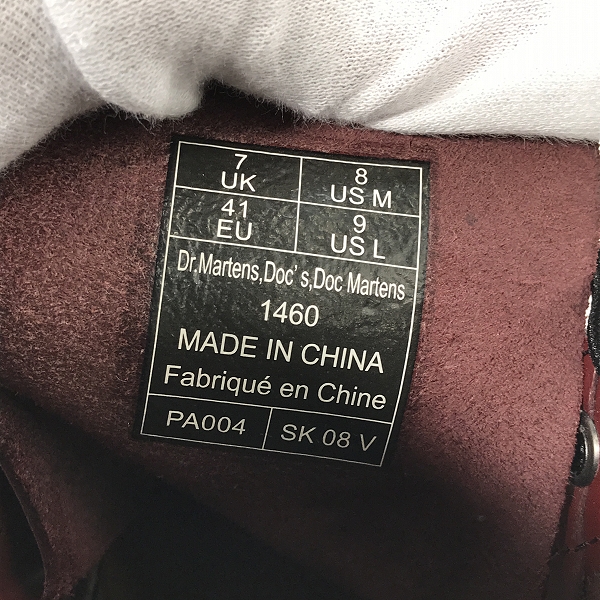 7 UK
8 US M
41 EU
9 US L
Dr.Martens,Doc's,Doc Martens
1460
MADE IN CHINA
Fabriqué en Chine
PA004
SK 08 V